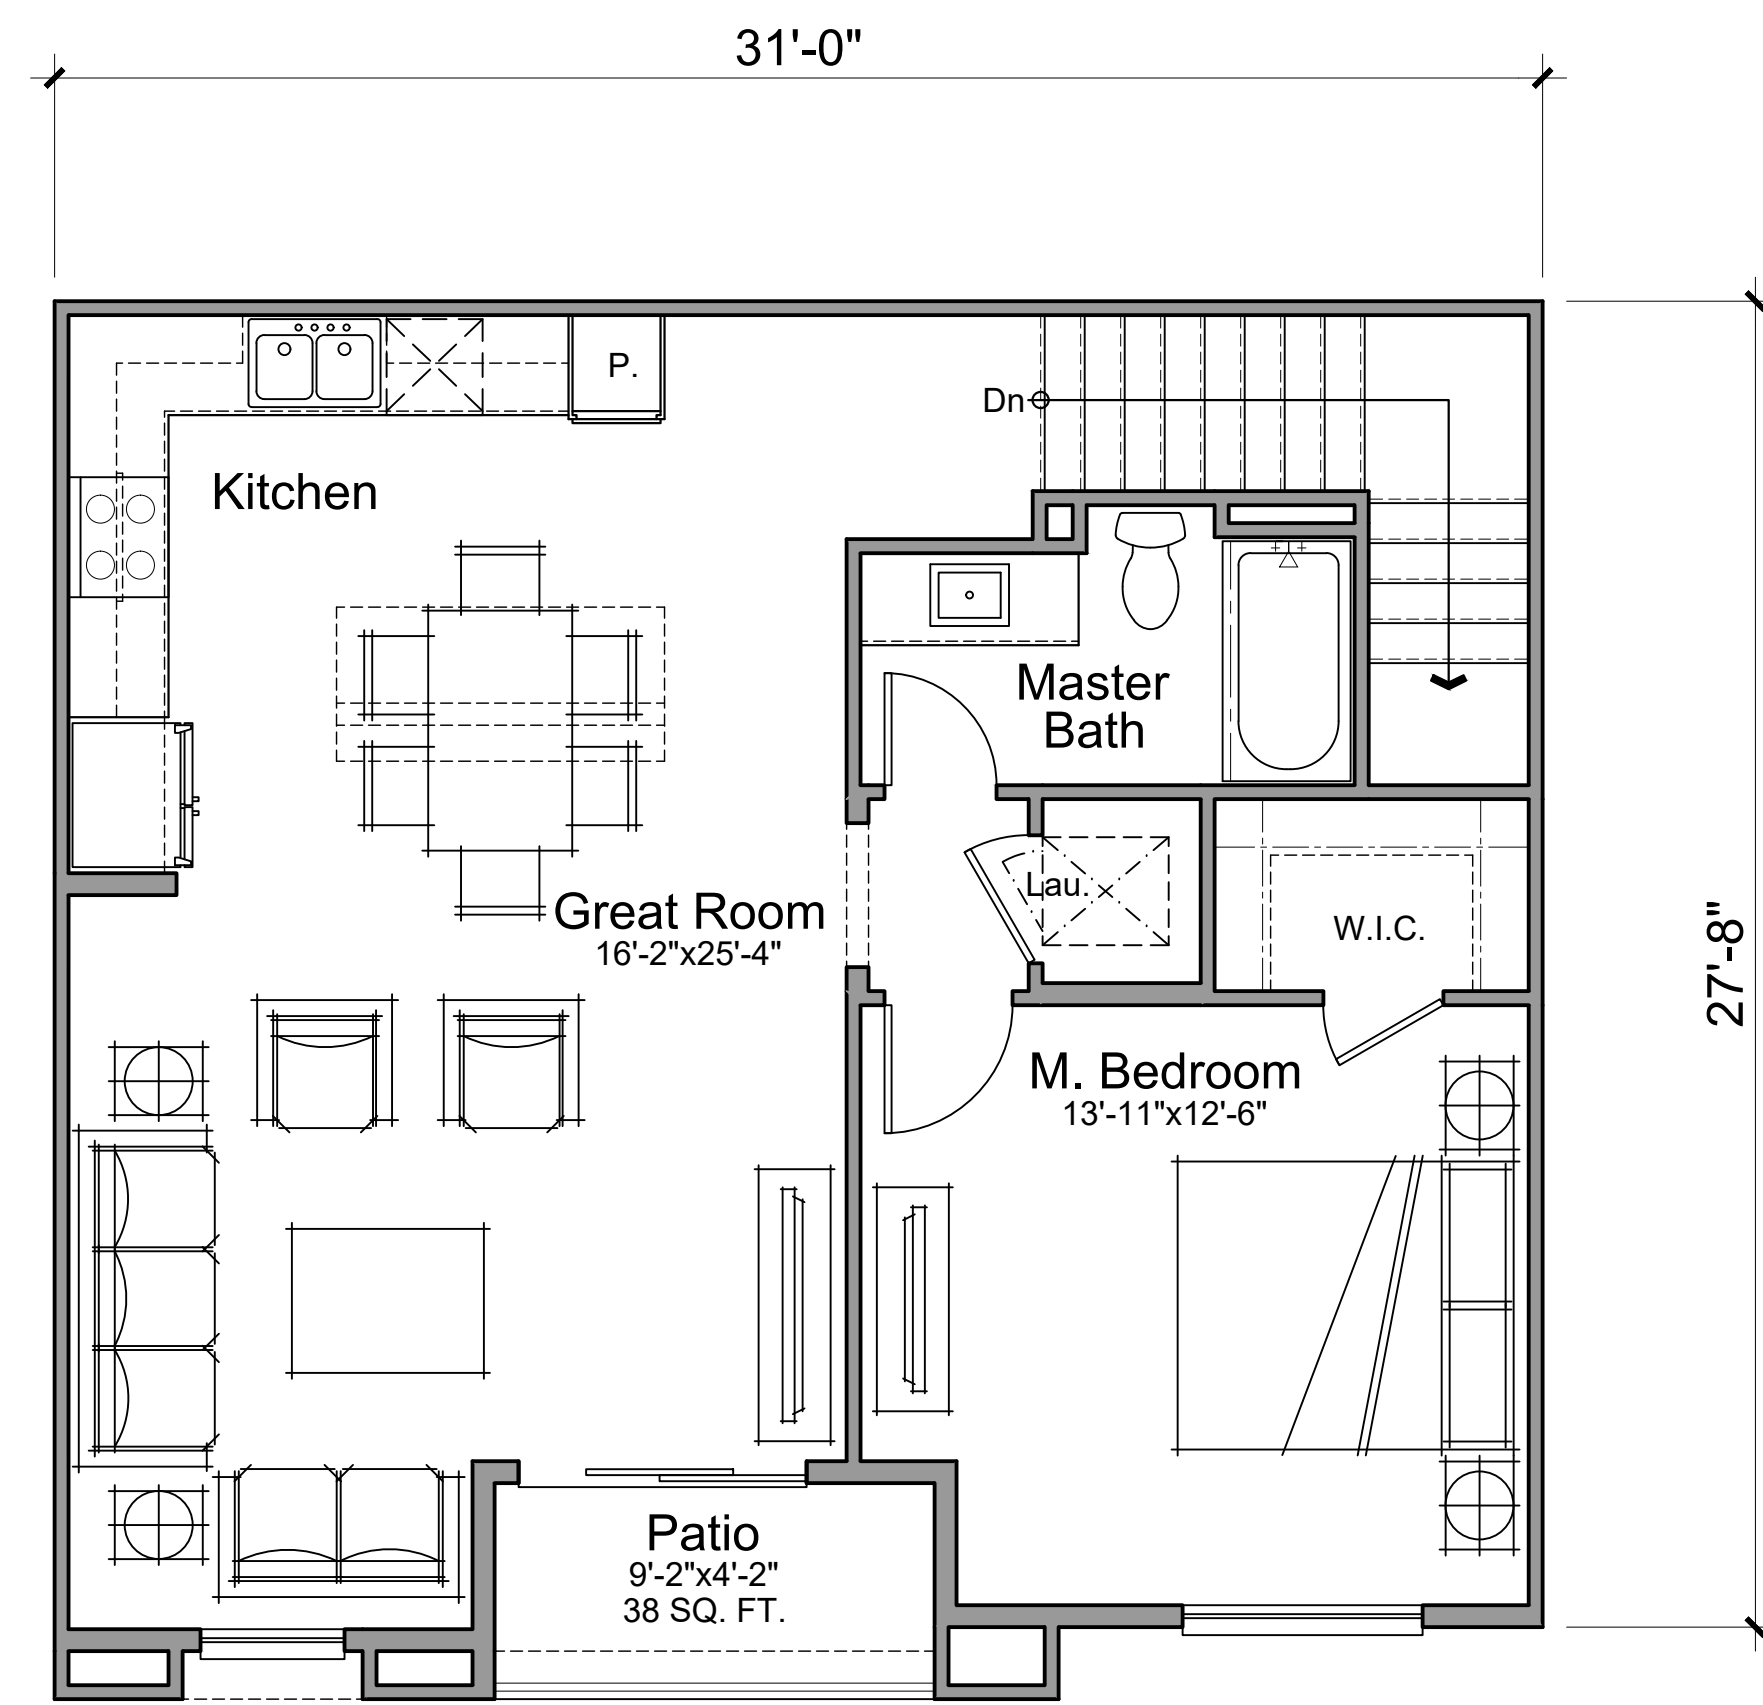 31'-0"
P.
Dn
Kitchen
Master
Bath
Lau.
Great Room
16'-2"x25'-4"
W.I.C.
27'-8"
M. Bedroom
13'-11"x12'-6"
Patio
9'-2"x4'-2"
38 SQ. FT.